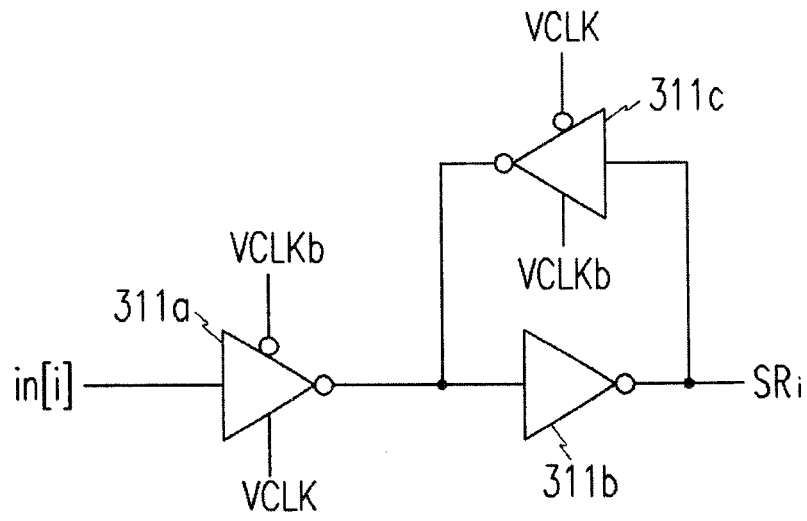 VCLK
311c
VCLKb
VCLKb
311a
in[i]
SRi
VCLK
311b